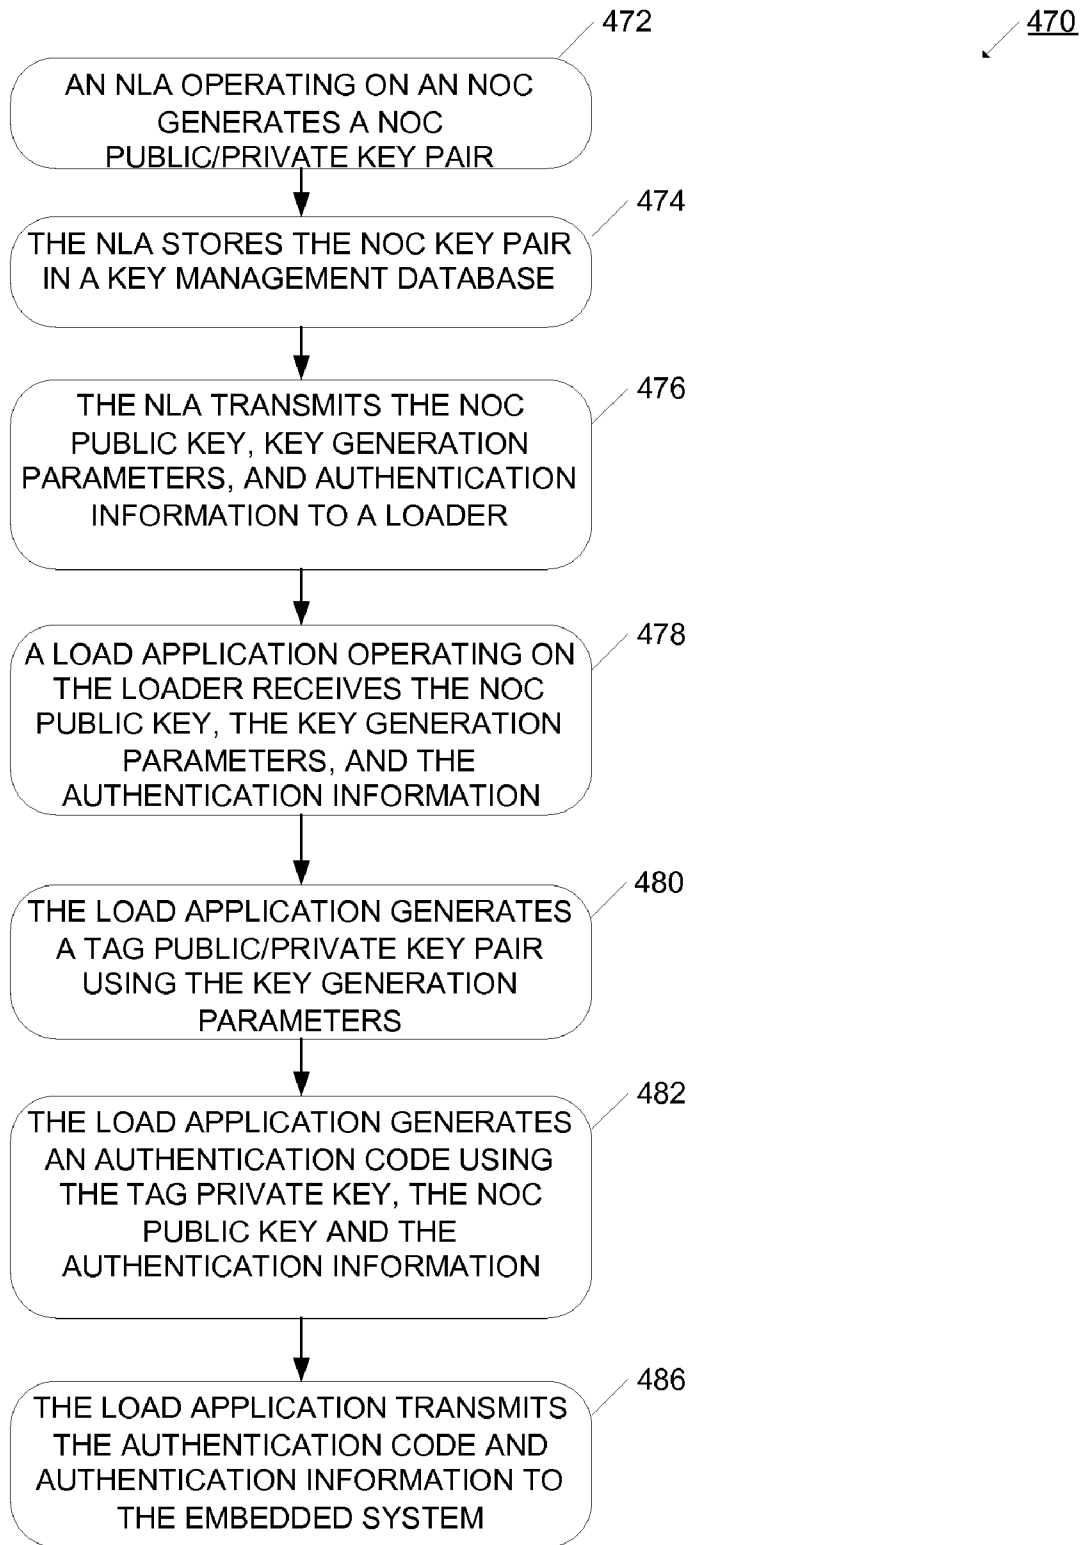 472
470
AN NLA OPERATING ON AN NOC
GENERATES A NOC
PUBLIC/PRIVATE KEY PAIR
474
THE NLA STORES THE NOC KEY PAIR
IN A KEY MANAGEMENT DATABASE
476
THE NLA TRANSMITS THE NOC
PUBLIC KEY, KEY GENERATION
PARAMETERS, AND AUTHENTICATION
INFORMATION TO A LOADER
478
A LOAD APPLICATION OPERATING ON
THE LOADER RECEIVES THE NOC
PUBLIC KEY, THE KEY GENERATION
PARAMETERS, AND THE
AUTHENTICATION INFORMATION
480
THE LOAD APPLICATION GENERATES
A TAG PUBLIC/PRIVATE KEY PAIR
USING THE KEY GENERATION
PARAMETERS
482
THE LOAD APPLICATION GENERATES
AN AUTHENTICATION CODE USING
THE TAG PRIVATE KEY, THE NOC
PUBLIC KEY AND THE
AUTHENTICATION INFORMATION
486
THE LOAD APPLICATION TRANSMITS
THE AUTHENTICATION CODE AND
AUTHENTICATION INFORMATION TO
THE EMBEDDED SYSTEM